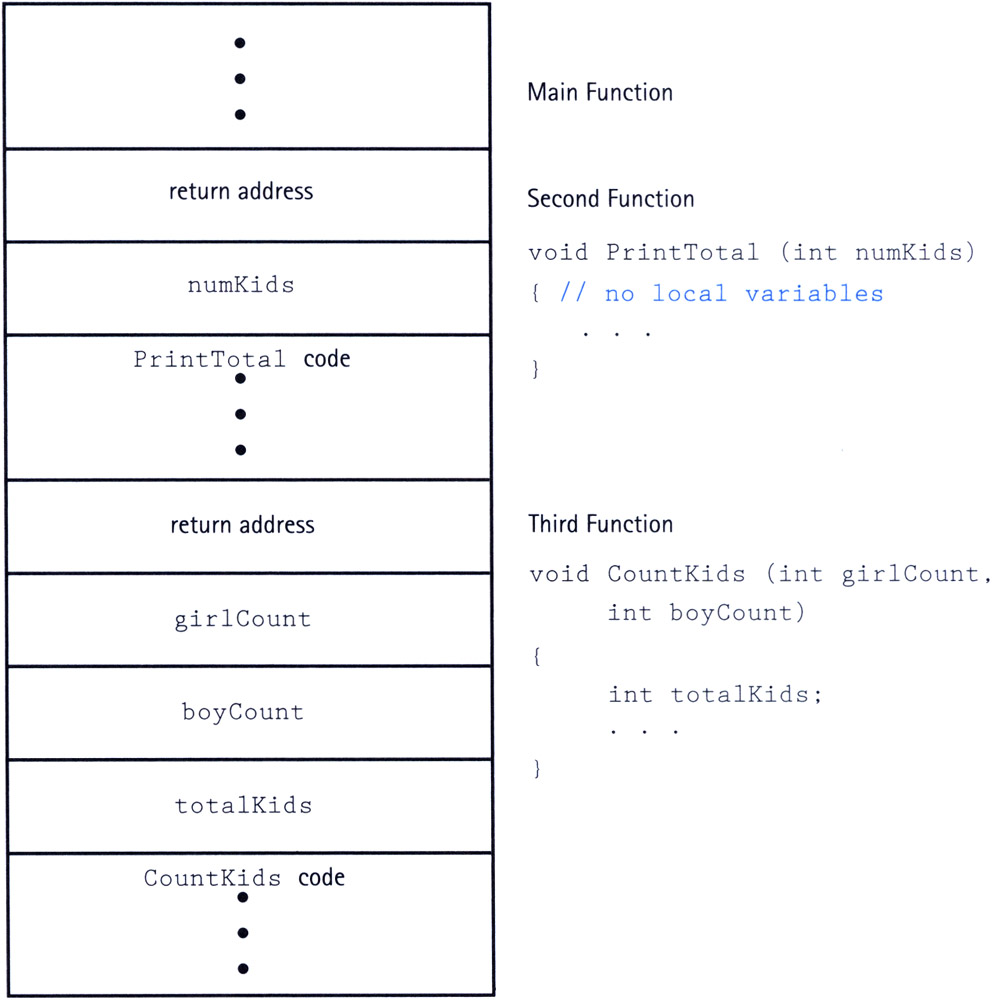 Main Function
return address
Second Function
numKids
void PrintTotal (int numKids)
{ // no local variables
. . .
}
PrintTotal code
return address
Third Function
girlCount
void CountKids (int girlCount,
int boyCount)
{
boyCount
int totalKids;
. . .
}
totalKids
CountKids code